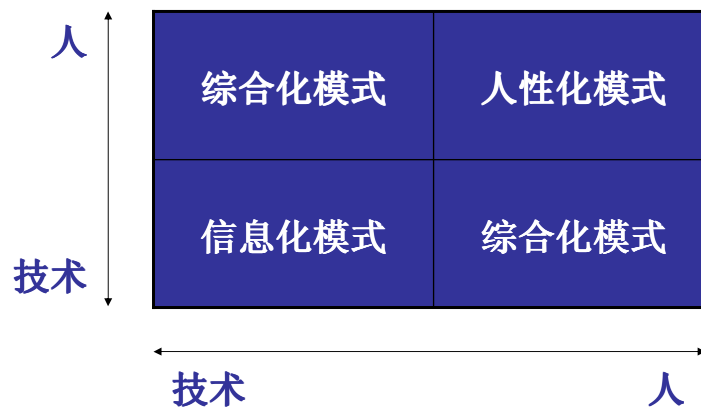 人
综合化模式 人性化模式
信息化模式 综合化模式
技术
技术 人